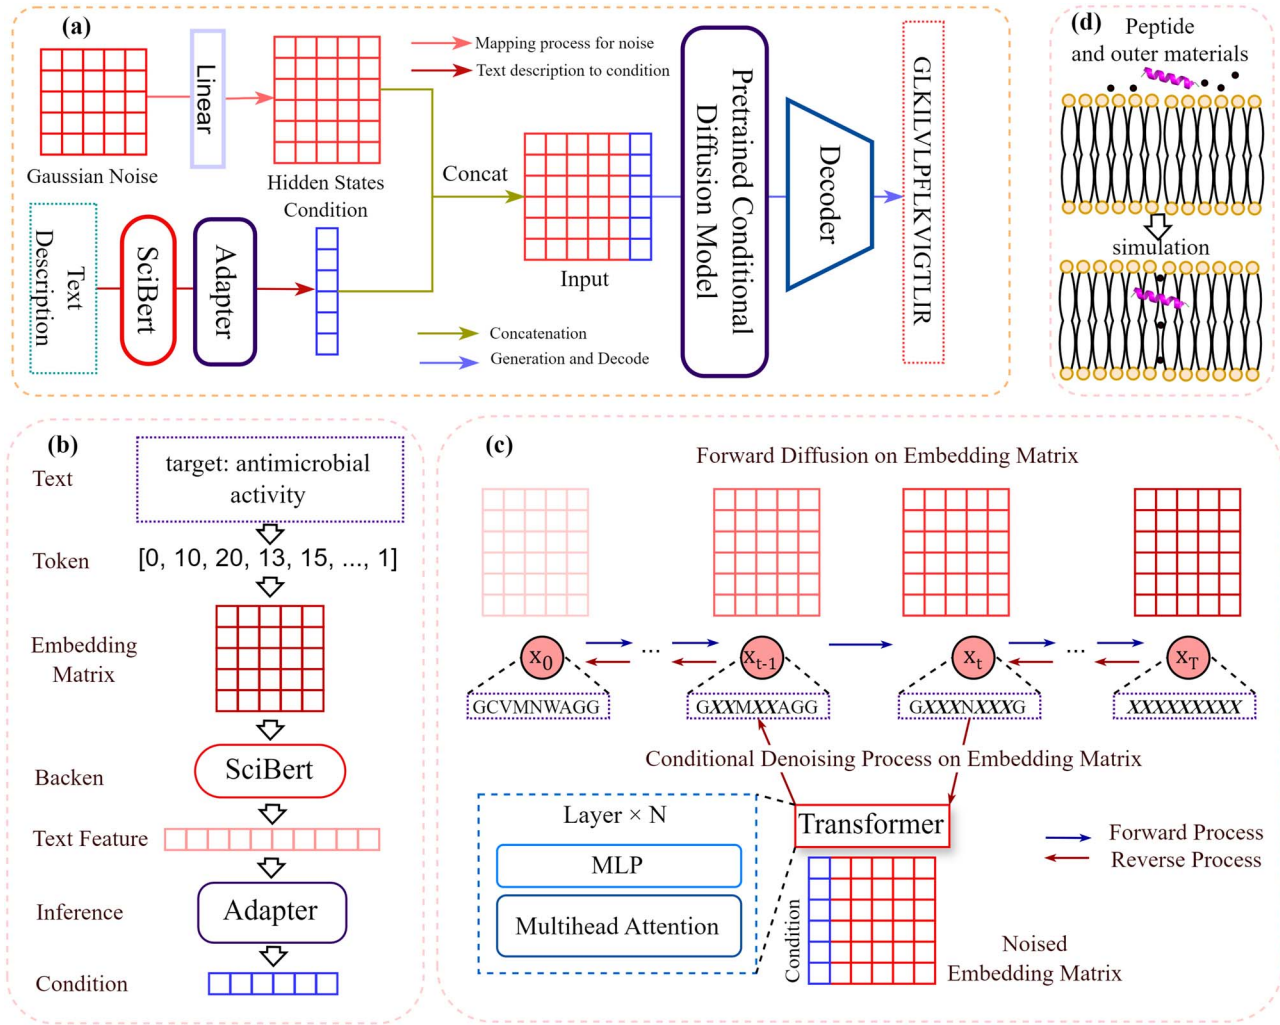 (a)
Gaussian Noise
Linear
Hidden States
Condition
Mapping process for noise
Text description to condition
Text
Description
SciBert
Adapter
Concat
Input
Concatenation
Generation and Decode
Pretrained Conditional
Diffusion Model
Decoder
GLKILVLPFLKVIGTLIR
(d)
Peptide
and outer materials
simulation
(b)
Text
target: antimicrobial
activity
Token
[0, 10, 20, 13, 15, ..., 1]
Embedding
Matrix
Backen
SciBert
Text Feature
Inference
Adapter
Condition
(c)
Forward Diffusion on Embedding Matrix
x0
...
xt-1
xt
...
xT
GCVMNWAGG
GXXMXXAGG
GXXXNXXXG
XXXXXXXXX
Conditional Denoising Process on Embedding Matrix
Layer × N
MLP
Multihead Attention
Transformer
Condition
Forward Process
Reverse Process
Noised
Embedding Matrix